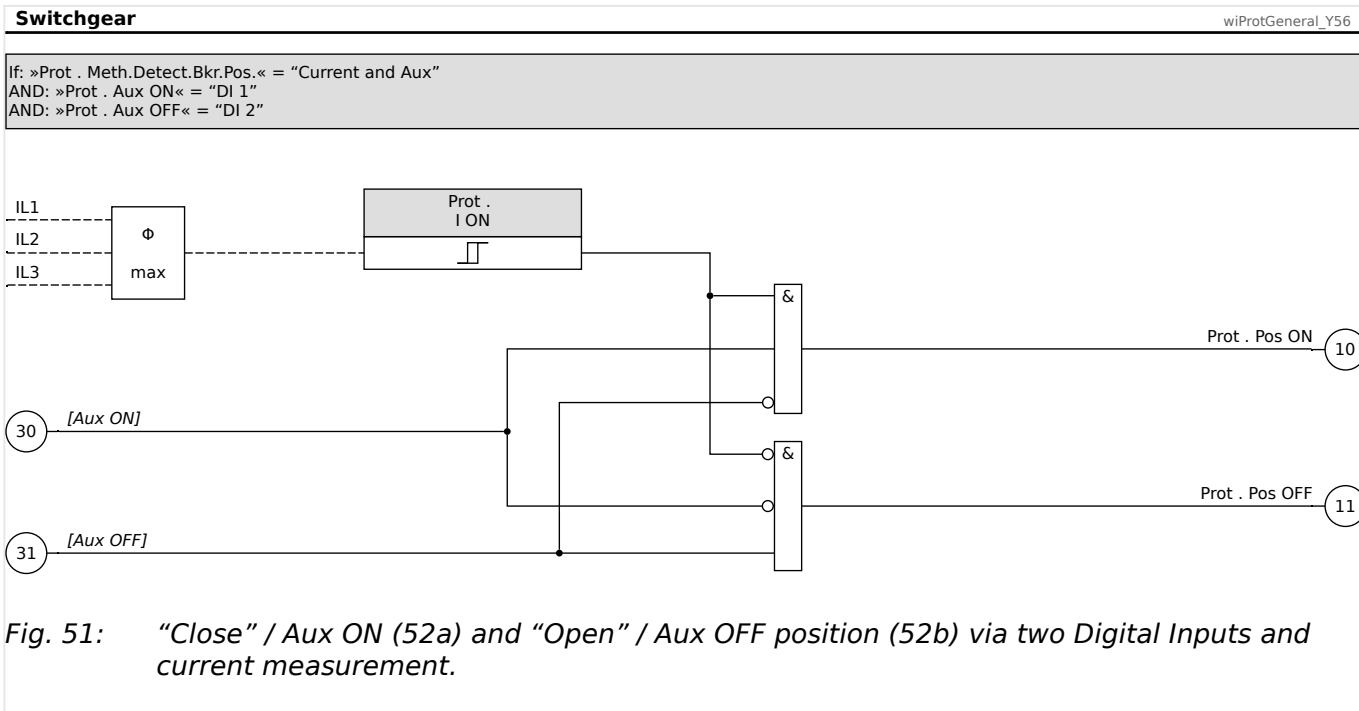 Switchgear
wiProtGeneral_Y56
If: »Prot . Meth.Detect.Bkr.Pos.« = “Current and Aux”
AND: »Prot . Aux ON« = “DI 1”
AND: »Prot . Aux OFF« = “DI 2”
IL1
IL2
IL3
Φ
max
Prot .
I ON
&
Prot . Pos ON
10
30
[Aux ON]
&
Prot . Pos OFF
11
31
[Aux OFF]
Fig. 51: “Close” / Aux ON (52a) and “Open” / Aux OFF position (52b) via two Digital Inputs and
current measurement.